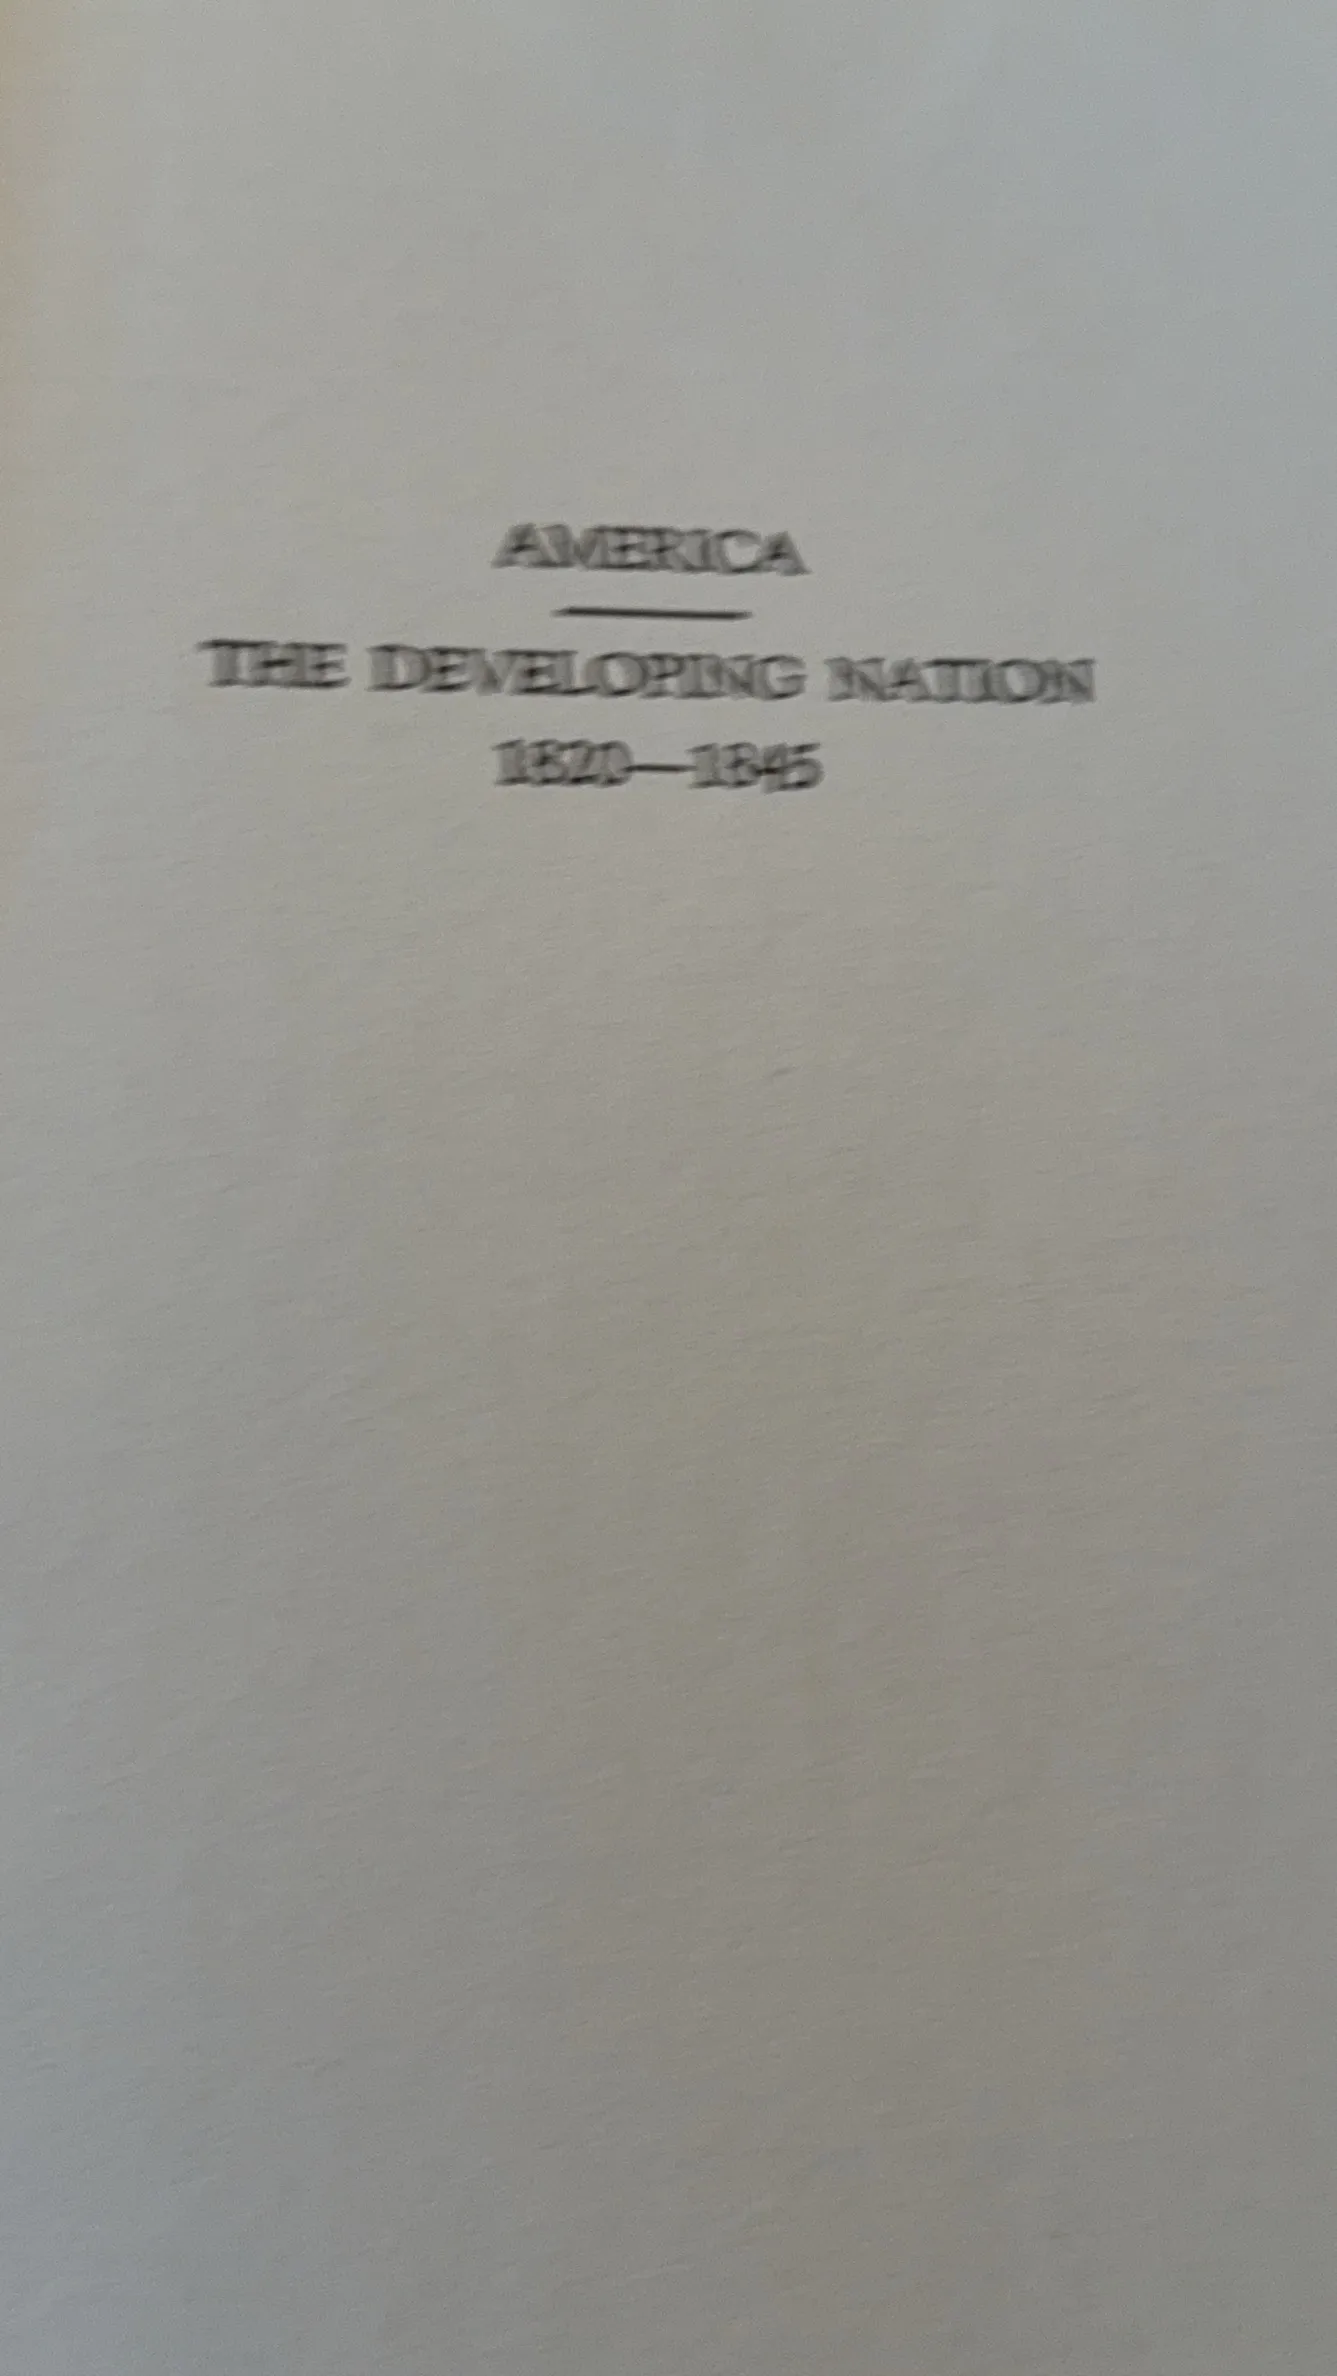 AMERICA
THE DEVELOPING NATION
1820—1845